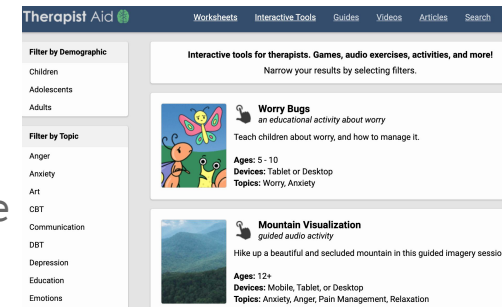 Therapist Aid
Worksheets Interactive Tools Guides Videos Articles Search
Filter by Demographic
Children
Adolescents
Adults
Filter by Topic
Anger
Anxiety
Art
CBT
Communication
DBT
Depression
Education
Emotions
Interactive tools for therapists. Games, audio exercises, activities, and more!
Narrow your results by selecting filters.
Worry Bugs
an educational activity about worry
Teach children about worry, and how to manage it.
Ages: 5 - 10
Devices: Tablet or Desktop
Topics: Worry, Anxiety
Mountain Visualization
guided audio activity
Hike up a beautiful and secluded mountain in this guided imagery sessio
Ages: 12+
Devices: Mobile, Tablet, or Desktop
Topics: Anxiety, Anger, Pain Management, Relaxation
e